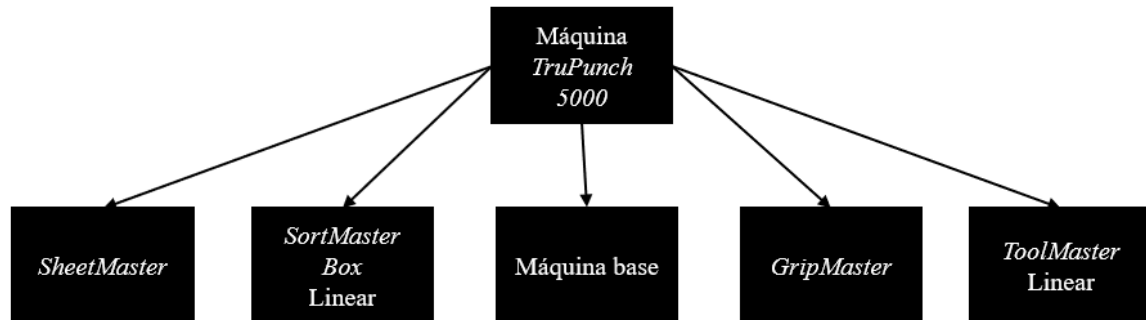 Máquina
TruPunch
5000
SheetMaster
SortMaster
Box
Linear
Máquina base
GripMaster
ToolMaster
Linear